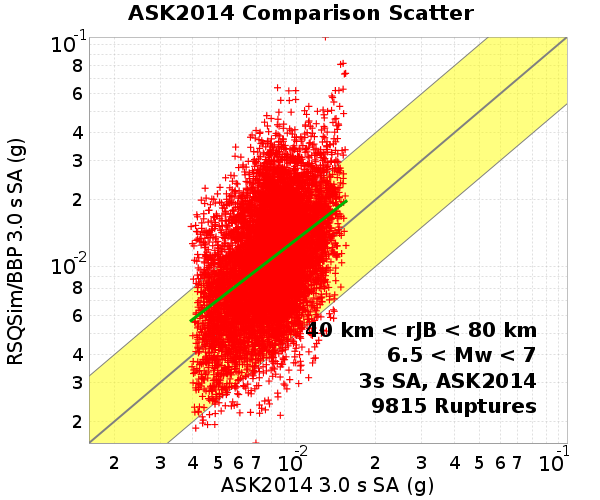 ASK2014 Comparison Scatter
RSQSim/BBP 3.0 s SA (g)
10^-1
8
6
4
3
2
10^-2
8
6
4
3
2
40 km < rJB < 80 km
6.5 < Mw < 7
3s SA, ASK2014
9815 Ruptures
2 3 4 5 6 7 10^-2 2 3 4 5 6 7 10^-1
ASK2014 3.0 s SA (g)